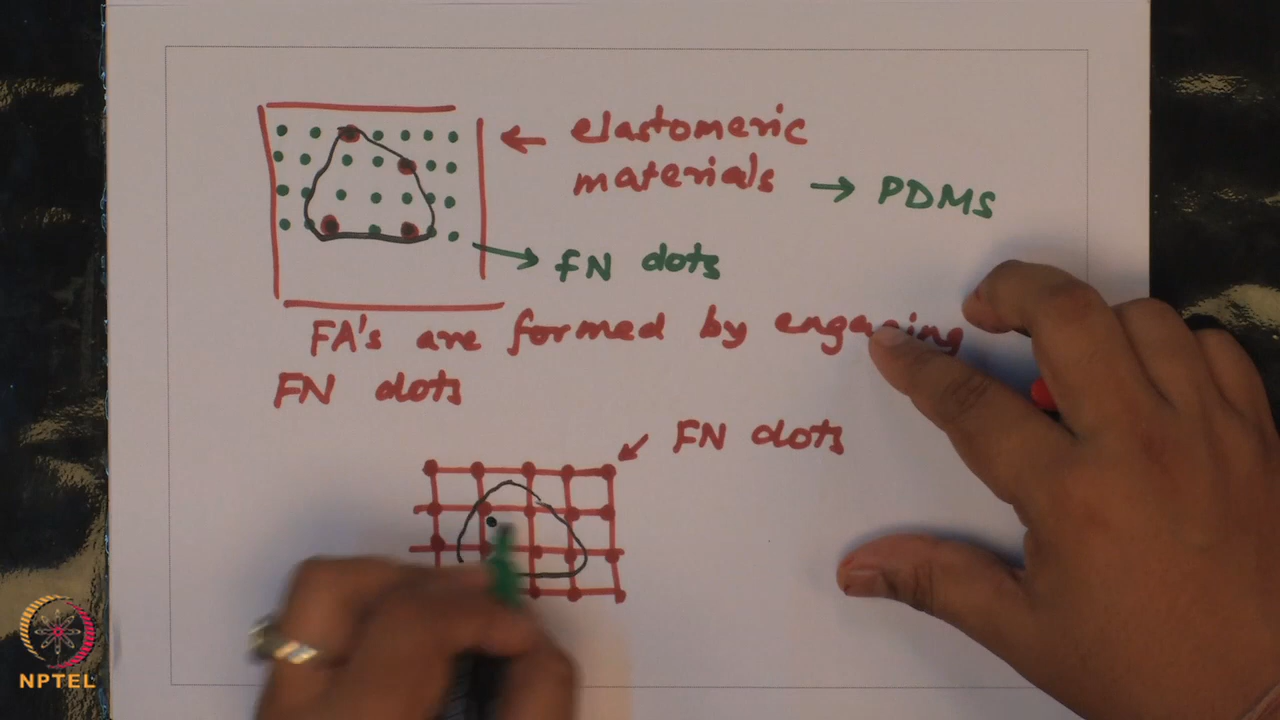 elastomeric
materials → PDMS
fN dots
FA's are formed by engaging
FN dots
FN dots
NPTEL